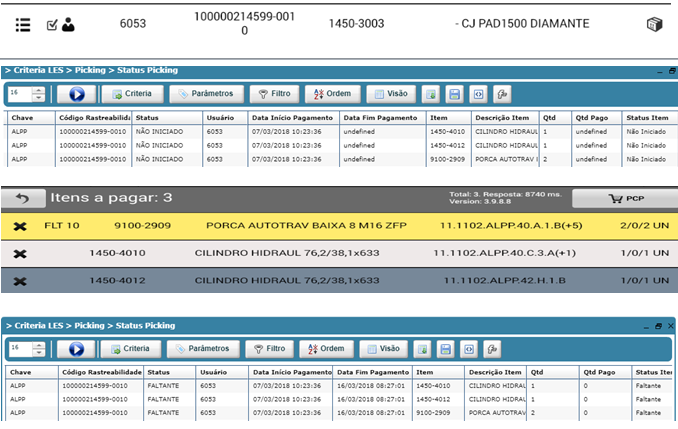 6053 100000214599-001 0 1450-3003 - CJ PAD1500 DIAMANTE
> Criteria LES > Picking > Status Picking
16 Criteria Parâmetros Filtro Ordem Visão
Chave Código Rastreabilida Status Usuário Data Início Pagamento Data Fim Pagamento Item Descrição Item Qtd Qtd Pago Status Item
ALPP 100000214599-0010 NÃO INICIADO 6053 07/03/2018 10:23:36 undefined 1450-4010 CILINDRO HIDRAUL 1 undefined Não Iniciado
ALPP 100000214599-0010 NÃO INICIADO 6053 07/03/2018 10:23:36 undefined 1450-4012 CILINDRO HIDRAUL 1 undefined Não Iniciado
ALPP 100000214599-0010 NÃO INICIADO 6053 07/03/2018 10:23:36 undefined 9100-2909 PORCA AUTOTRAV 2 undefined Não Iniciado
Itens a pagar: 3 Total: 3. Resposta: 8740 ms. PCP
Version: 3.9.8.8
FLT 10 9100-2909 PORCA AUTOTRAV BAIXA 8 M16 ZFP 11.1102.ALPP.40.A.1.B(+5) 2/0/2 UN
1450-4010 CILINDRO HIDRAUL 76,2/38,1x633 11.1102.ALPP.40.C.3.A(+1) 1/0/1 UN
1450-4012 CILINDRO HIDRAUL 76,2/38,1x633 11.1102.ALPP.42.H.1.B 1/0/1 UN
> Criteria LES > Picking > Status Picking
16 Criteria Parâmetros Filtro Ordem Visão
Chave Código Rastreabilidade Status Usuário Data Início Pagamento Data Fim Pagamento Item Descrição Item Qtd Qtd Pago Status Iter
ALPP 100000214599-0010 FALTANTE 6053 07/03/2018 10:23:36 16/03/2018 08:27:01 1450-4010 CILINDRO HIDRAL 1 0 Faltante
ALPP 100000214599-0010 FALTANTE 6053 07/03/2018 10:23:36 16/03/2018 08:27:01 1450-4012 CILINDRO HIDRAL 1 0 Faltante
ALPP 100000214599-0010 FALTANTE 6053 07/03/2018 10:23:36 16/03/2018 08:27:01 9100-2909 PORCA AUTOTRAV 2 0 Faltante